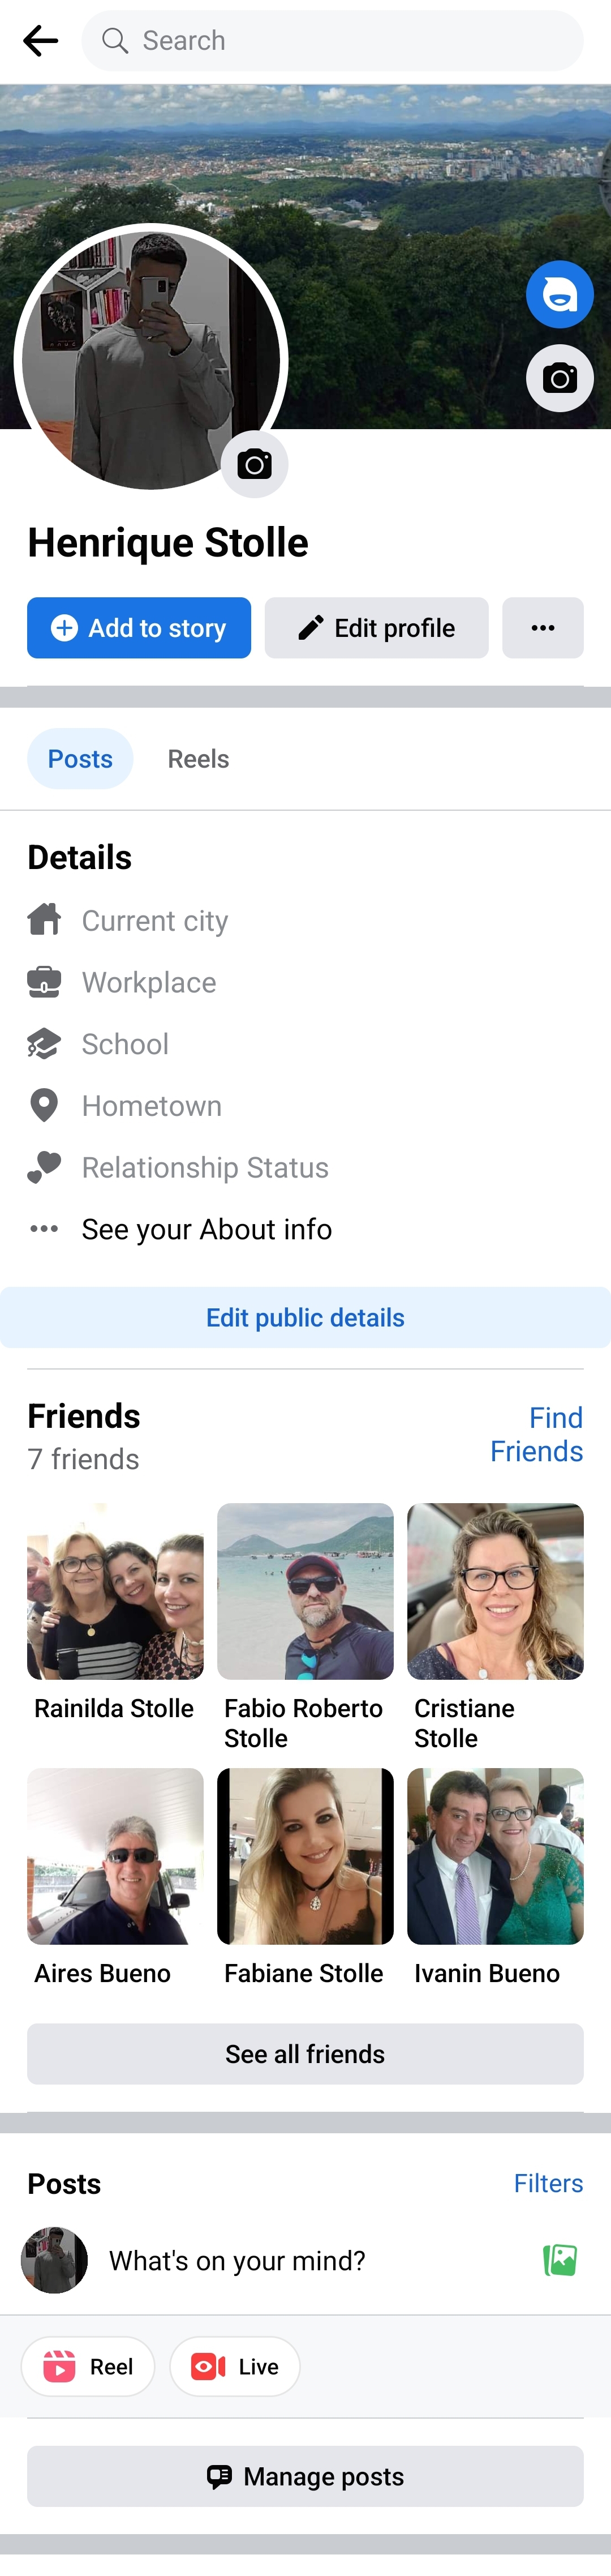 Search
Henrique Stolle
Add to story
Edit profile
Posts
Reels
Details
Current city
Workplace
School
Hometown
Relationship Status
See your About info
Edit public details
Friends
7 friends
Find
Friends
Rainilda Stolle
Fabio Roberto
Stolle
Cristiane
Stolle
Aires Bueno
Fabiane Stolle
Ivanin Bueno
See all friends
Posts
Filters
What's on your mind?
Reel
Live
Manage posts